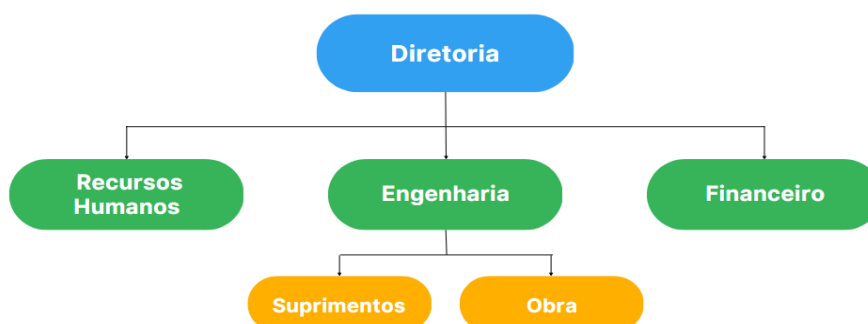 Diretoria
Recursos
Humanos
Engenharia
Financeiro
Suprimentos
Obra